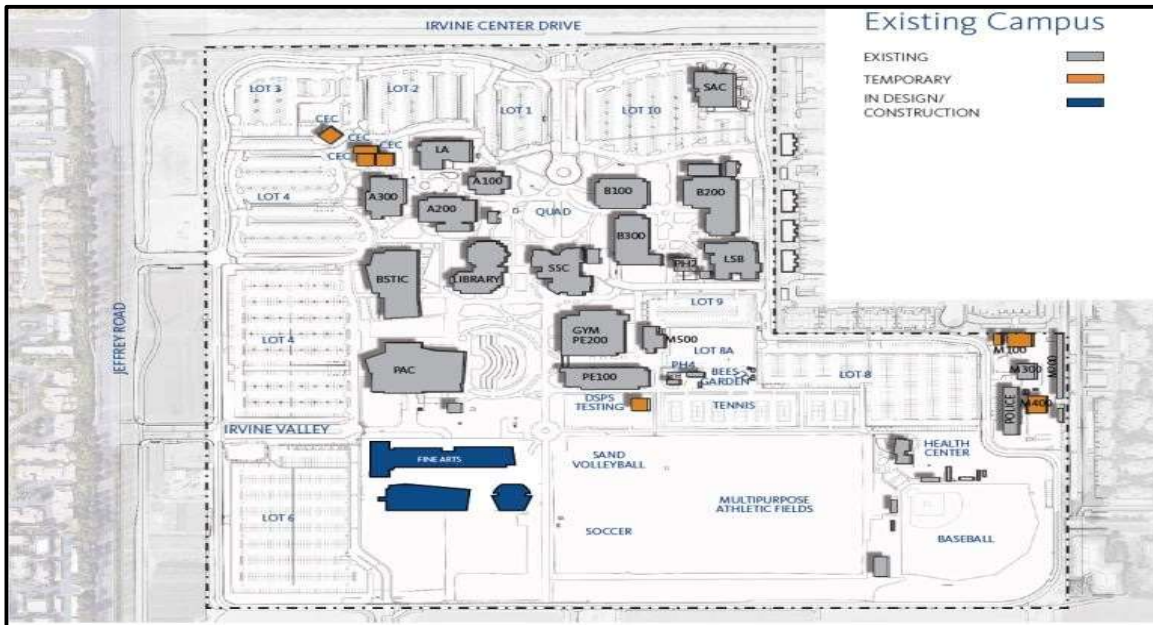 IRVINE CENTER DRIVE
Existing Campus
EXISTING
TEMPORARY
IN DESIGN/
CONSTRUCTION
LOT 3
LOT 2
LOT 1
LOT 10
SAC
CEC
CEC
CEC
CEC
LA
A100
A300
A200
LOT 4
QUAD
B100
B200
B300
BSTIC
LIBRARY
SSC
PH2
LSB
LOT 9
JEFFREY ROAD
LOT 4
GYM
PE200
M500
LOT 8A
PH4
BEES
GARDEN
PAC
PE100
LOT 8
M100
M200
M300
M400
POLICE
DSPS
TESTING
TENNIS
IRVINE VALLEY
FINE ARTS
SAND
VOLLEYBALL
HEALTH
CENTER
MULTIPURPOSE
ATHLETIC FIELDS
LOT 6
SOCCER
BASEBALL